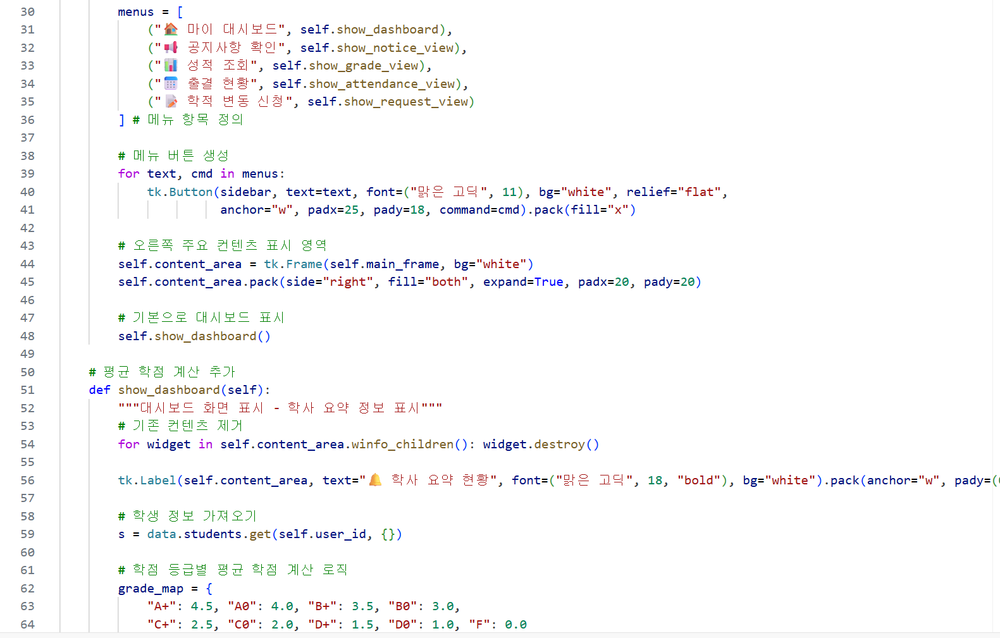 30 menus = [
31 ("🏠 마이 대시보드", self.show_dashboard),
32 ("📢 공지사항 확인", self.show_notice_view),
33 ("📊 성적 조회", self.show_grade_view),
34 ("📅 출결 현황", self.show_attendance_view),
35 ("📝 학적 변동 신청", self.show_request_view)
36 ] # 메뉴 항목 정의
37
38 # 메뉴 버튼 생성
39 for text, cmd in menus:
40 tk.Button(sidebar, text=text, font=("맑은 고딕", 11), bg="white", relief="flat",
41 anchor="w", padx=25, pady=18, command=cmd).pack(fill="x")
42
43 # 오른쪽 주요 컨텐츠 표시 영역
44 self.content_area = tk.Frame(self.main_frame, bg="white")
45 self.content_area.pack(side="right", fill="both", expand=True, padx=20, pady=20)
46
47 # 기본으로 대시보드 표시
48 self.show_dashboard()
49
50 # 평균 학점 계산 추가
51 def show_dashboard(self):
52 """대시보드 화면 표시 - 학사 요약 정보 표시"""
53 # 기존 컨텐츠 제거
54 for widget in self.content_area.winfo_children(): widget.destroy()
55
56 tk.Label(self.content_area, text="🔔 학사 요약 현황", font=("맑은 고딕", 18, "bold"), bg="white").pack(anchor="w", pady=(
57
58 # 학생 정보 가져오기
59 s = data.students.get(self.user_id, {})
60
61 # 학점 등급별 평균 학점 계산 로직
62 grade_map = {
63 "A+": 4.5, "A0": 4.0, "B+": 3.5, "B0": 3.0,
64 "C+": 2.5, "C0": 2.0, "D+": 1.5, "D0": 1.0, "F": 0.0